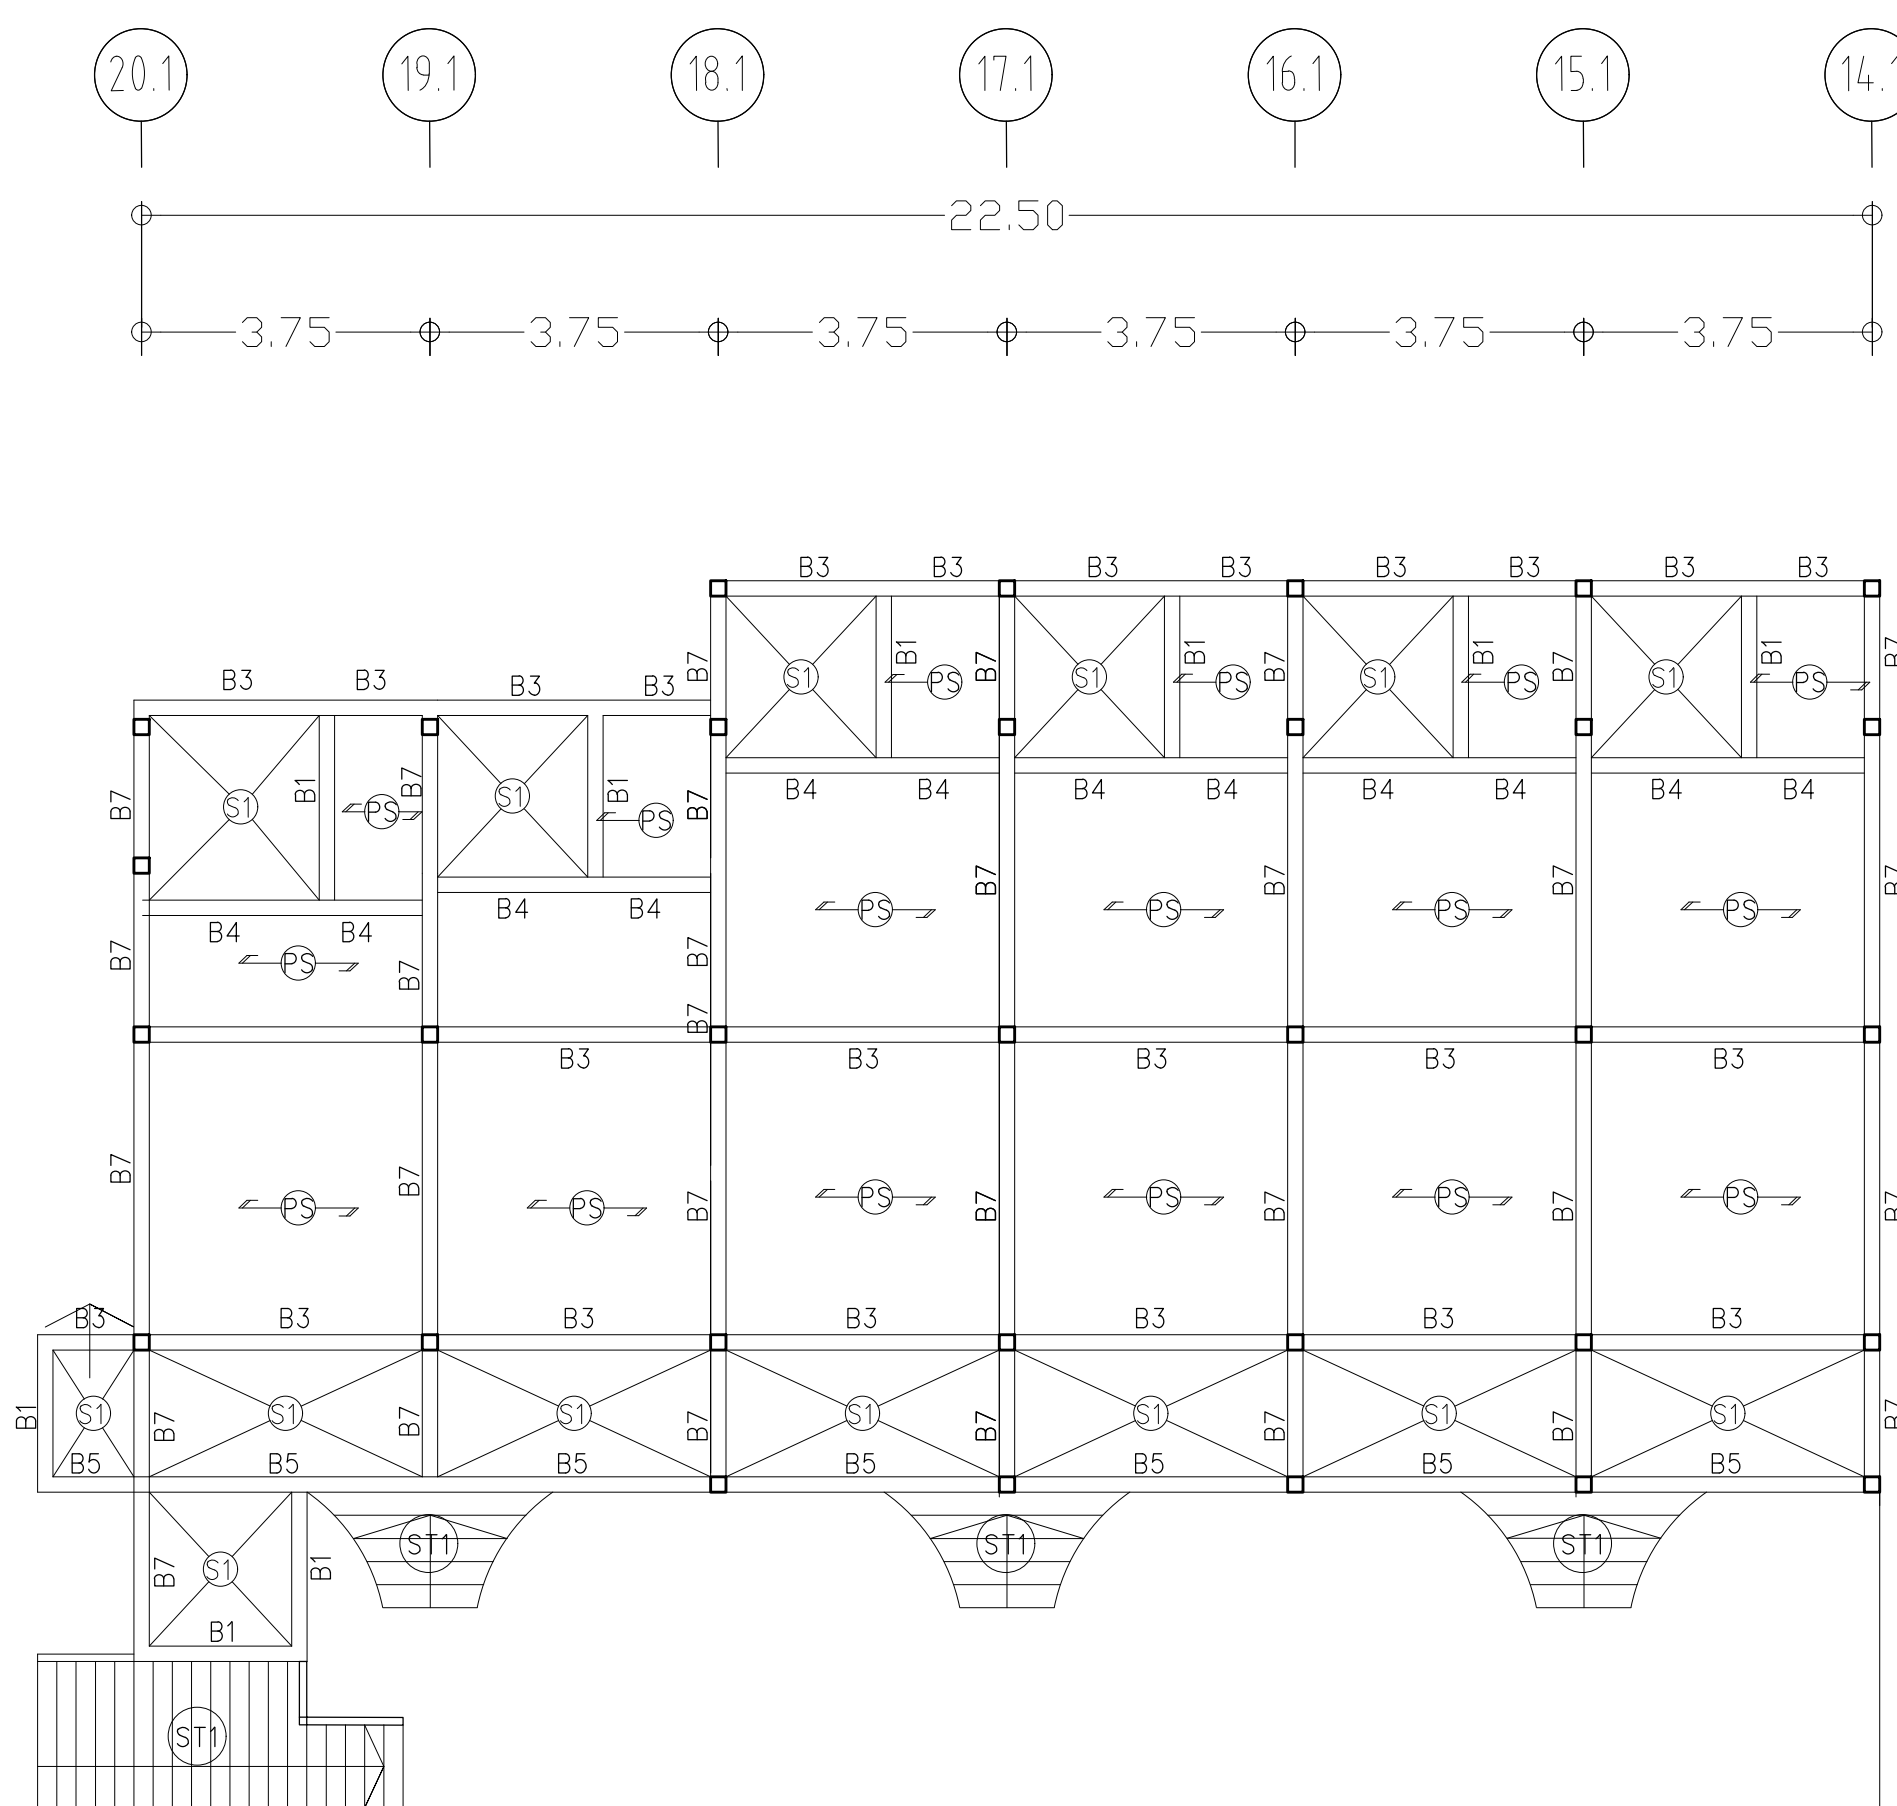 20.1 19.1 18.1 17.1 16.1 15.1 14.
22.50
3.75 3.75 3.75 3.75 3.75 3.75
B3 B3 B3 B3 B3 B3 B3 B3
B7 S1 B1 PS B7 S1 B1 PS B7 S1 B1 PS B7 S1 B1 PS B7
B3 B3 B3 B3
B7 S1 B1 PS B7 S1 B1 PS B7
B4 B4 B4 B4 B4 B4 B4 B4
B7 B7 B7 B7
B4 B4 B4 B4
PS PS PS PS
B7 PS B7 B7
B7
B3 B3 B3 B3 B3
B7 B7 B7 B7 B7 B7 B7
PS PS PS PS PS PS
B3 B3 B3 B3 B3 B3 B3
B1 S1 B7 S1 B7 S1 B7 S1 B7 S1 B7 S1 B7 S1 B7
B5 B5 B5 B5 B5 B5 B5
ST1 ST1 ST1
B7 S1 B1
B1
ST1